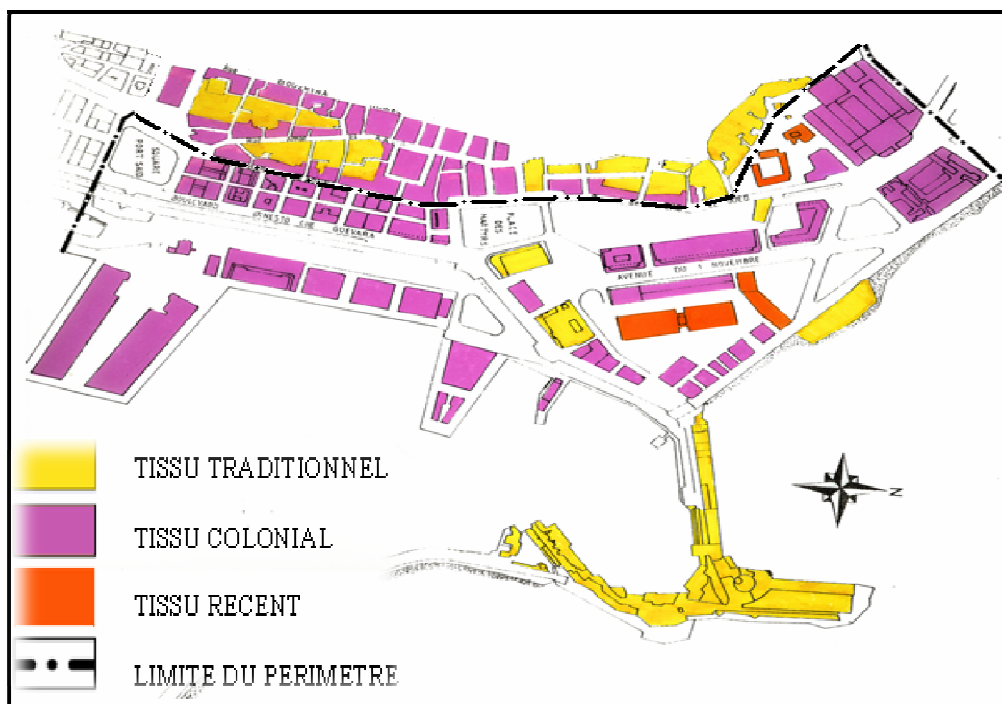 SQUARE
PORT SAID
BOULEVARD ERNESTO CHE GUEVARA
PLACE
DES
MARTYRS
AVENUE DU 1 NOVEMBRE
N
TISSU TRADITIONNEL
TISSU COLONIAL
TISSU RECENT
LIMITE DU PERIMETRE